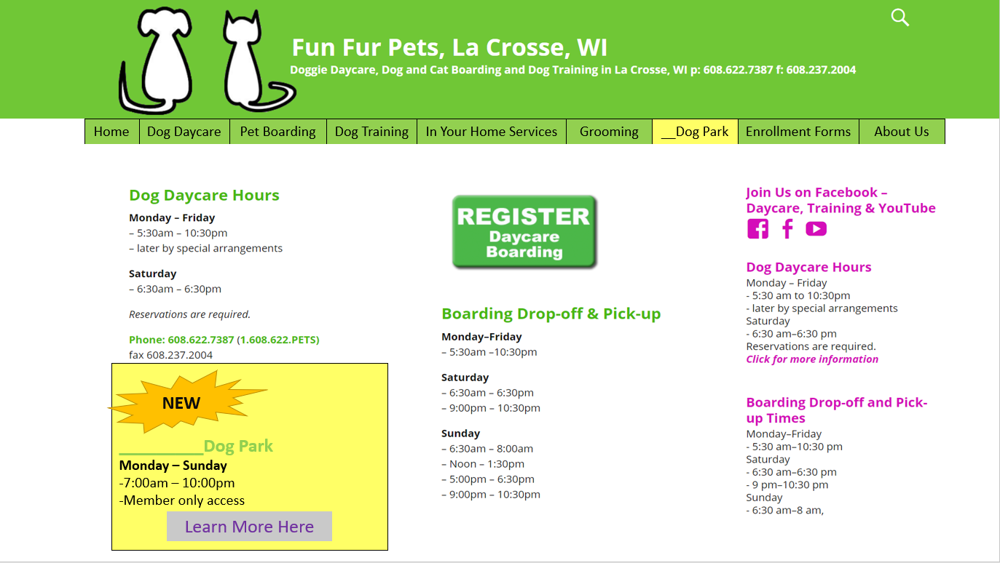 Fun Fur Pets, La Crosse, WI
Doggie Daycare, Dog and Cat Boarding and Dog Training in La Crosse, WI p: 608.622.7387 f: 608.237.2004
Home
Dog Daycare
Pet Boarding
Dog Training
In Your Home Services
Grooming
__Dog Park
Enrollment Forms
About Us
Dog Daycare Hours
Monday – Friday
– 5:30am – 10:30pm
– later by special arrangements
Saturday
– 6:30am – 6:30pm
Reservations are required.
Phone: 608.622.7387 (1.608.622.PETS)
fax 608.237.2004
NEW
__________Dog Park
Monday – Sunday
-7:00am – 10:00pm
-Member only access
Learn More Here
REGISTER
Daycare
Boarding
Boarding Drop-off & Pick-up
Monday–Friday
– 5:30am –10:30pm
Saturday
– 6:30am – 6:30pm
– 9:00pm – 10:30pm
Sunday
– 6:30am – 8:00am
– Noon – 1:30pm
– 5:00pm – 6:30pm
– 9:00pm – 10:30pm
Join Us on Facebook –
Daycare, Training & YouTube
Dog Daycare Hours
Monday – Friday
- 5:30 am to 10:30pm
- later by special arrangements
Saturday
- 6:30 am–6:30 pm
Reservations are required.
Click for more information
Boarding Drop-off and Pick-
up Times
Monday–Friday
- 5:30 am–10:30 pm
Saturday
- 6:30 am–6:30 pm
- 9 pm–10:30 pm
Sunday
- 6:30 am–8 am,